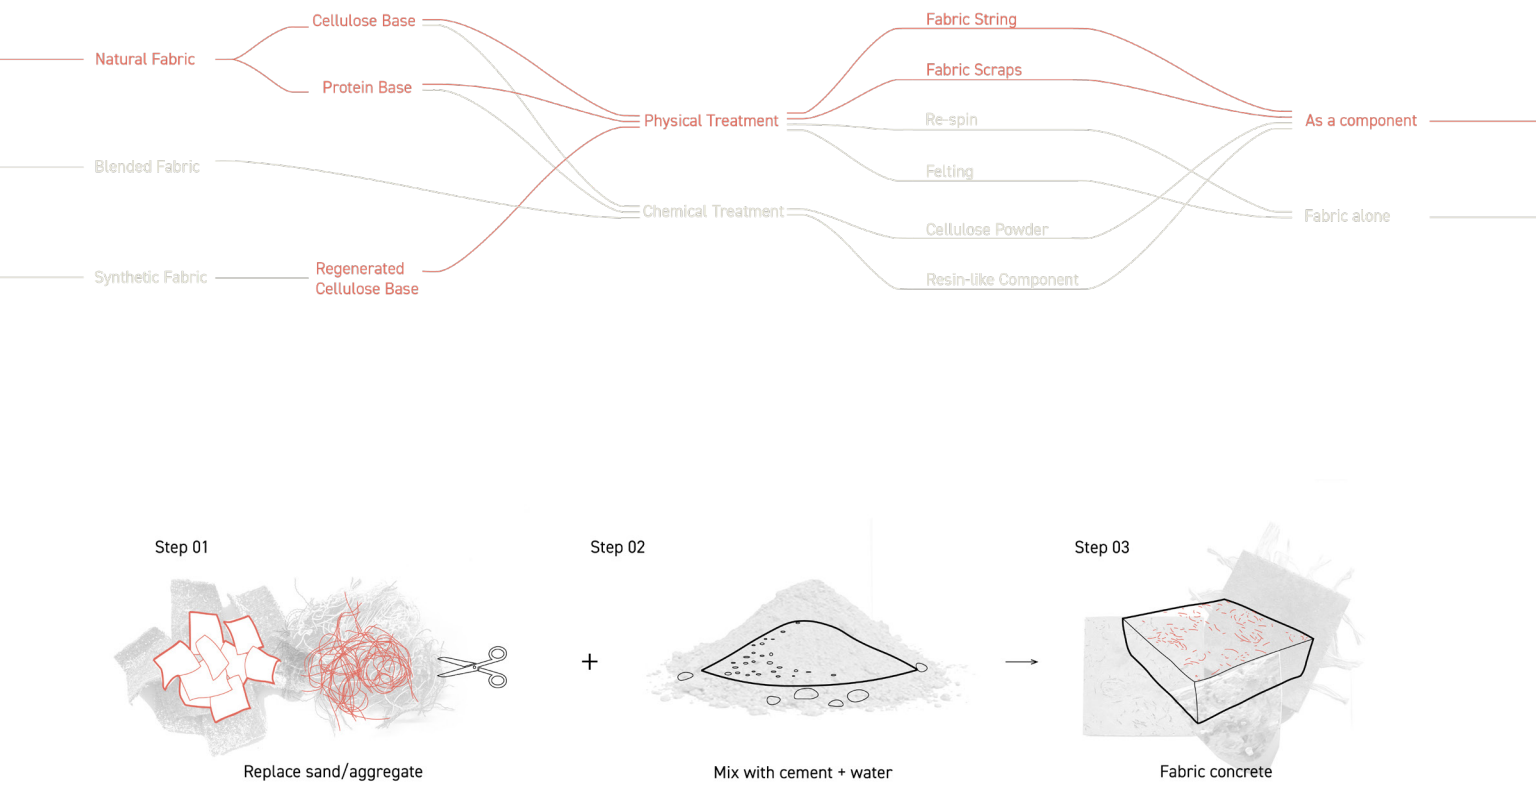 Cellulose Base
Fabric String
Natural Fabric
Protein Base
Fabric Scraps
Physical Treatment
Re-spin
As a component
Blended Fabric
Felting
Chemical Treatment
Fabric alone
Cellulose Powder
Synthetic Fabric
Regenerated
Cellulose Base
Resin-like Component
Step 01
Step 02
Step 03
+
Replace sand/aggregate
Mix with cement + water
Fabric concrete